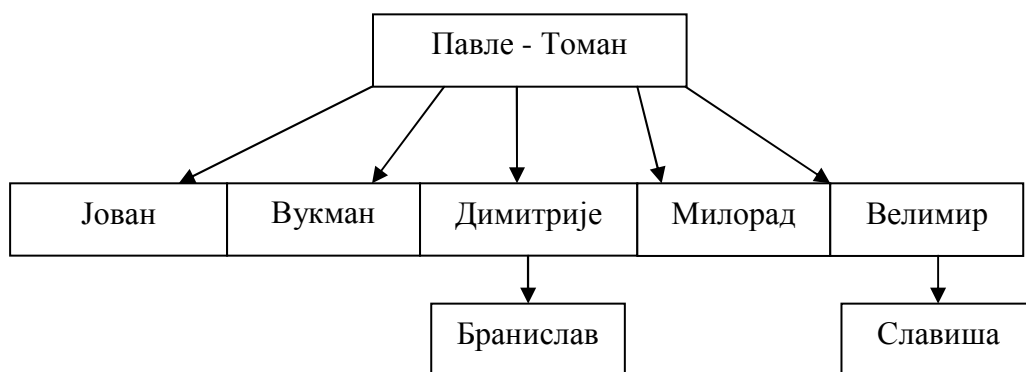 Павле - Томан
Јован
Вукман
Димитрије
Милорад
Велимир
Бранислав
Славиша